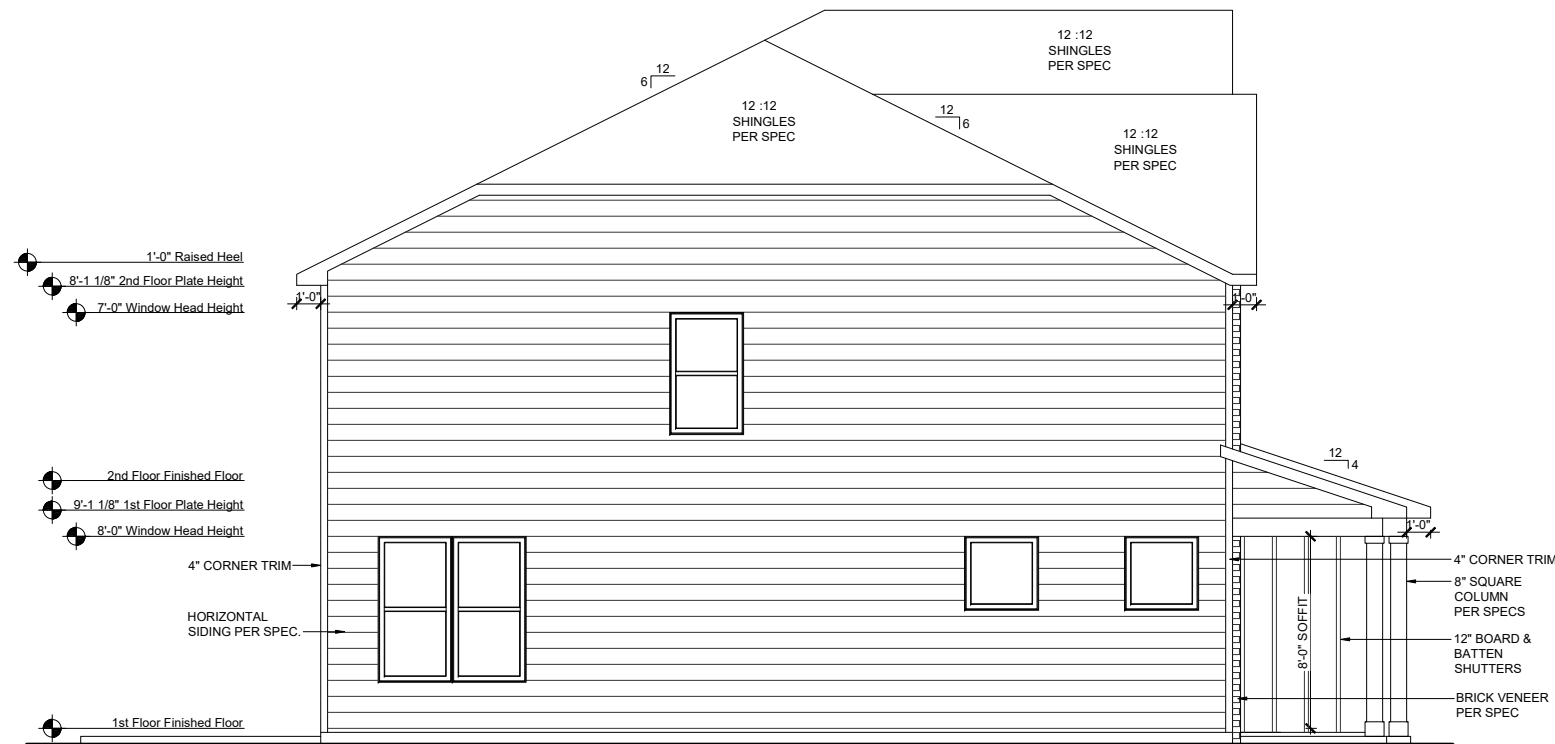 12 :12
SHINGLES
PER SPEC
12
6
12 :12
SHINGLES
PER SPEC
12
6
12 :12
SHINGLES
PER SPEC
1'-0" Raised Heel
8'-1 1/8" 2nd Floor Plate Height
7'-0" Window Head Height
1'-0"
1'-0"
2nd Floor Finished Floor
9'-1 1/8" 1st Floor Plate Height
8'-0" Window Head Height
12
4
1'-0"
4" CORNER TRIM
HORIZONTAL
SIDING PER SPEC.
1st Floor Finished Floor
8'-0" SOFFIT
4" CORNER TRIM
8" SQUARE
COLUMN
PER SPECS
12" BOARD &
BATTEN
SHUTTERS
BRICK VENEER
PER SPEC